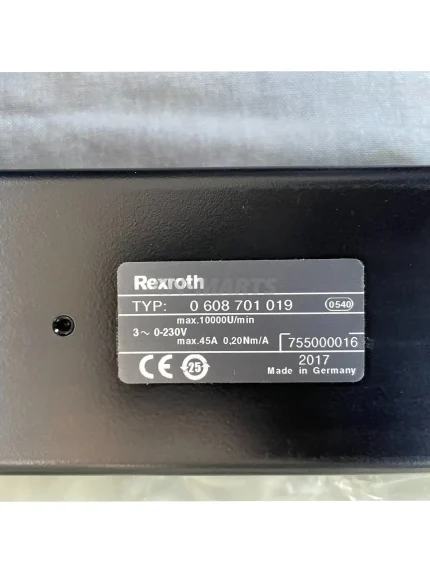 Rexroth
TYP: 0 608 701 019 0540
max.10000U/min
3~ 0-230V
max.45A 0,20Nm/A 755000016
2017
CE 25 Made in Germany